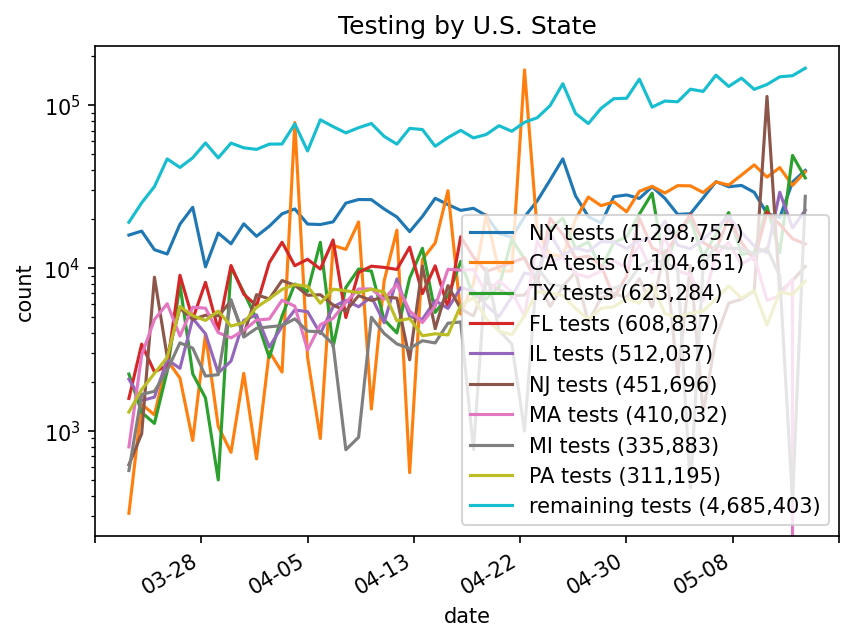 Testing by U.S. State
count
10^5
10^4
10^3
NY tests (1,298,757)
CA tests (1,104,651)
TX tests (623,284)
FL tests (608,837)
IL tests (512,037)
NJ tests (451,696)
MA tests (410,032)
MI tests (335,883)
PA tests (311,195)
remaining tests (4,685,403)
03-28 04-05 04-13 04-22 04-30 05-08
date